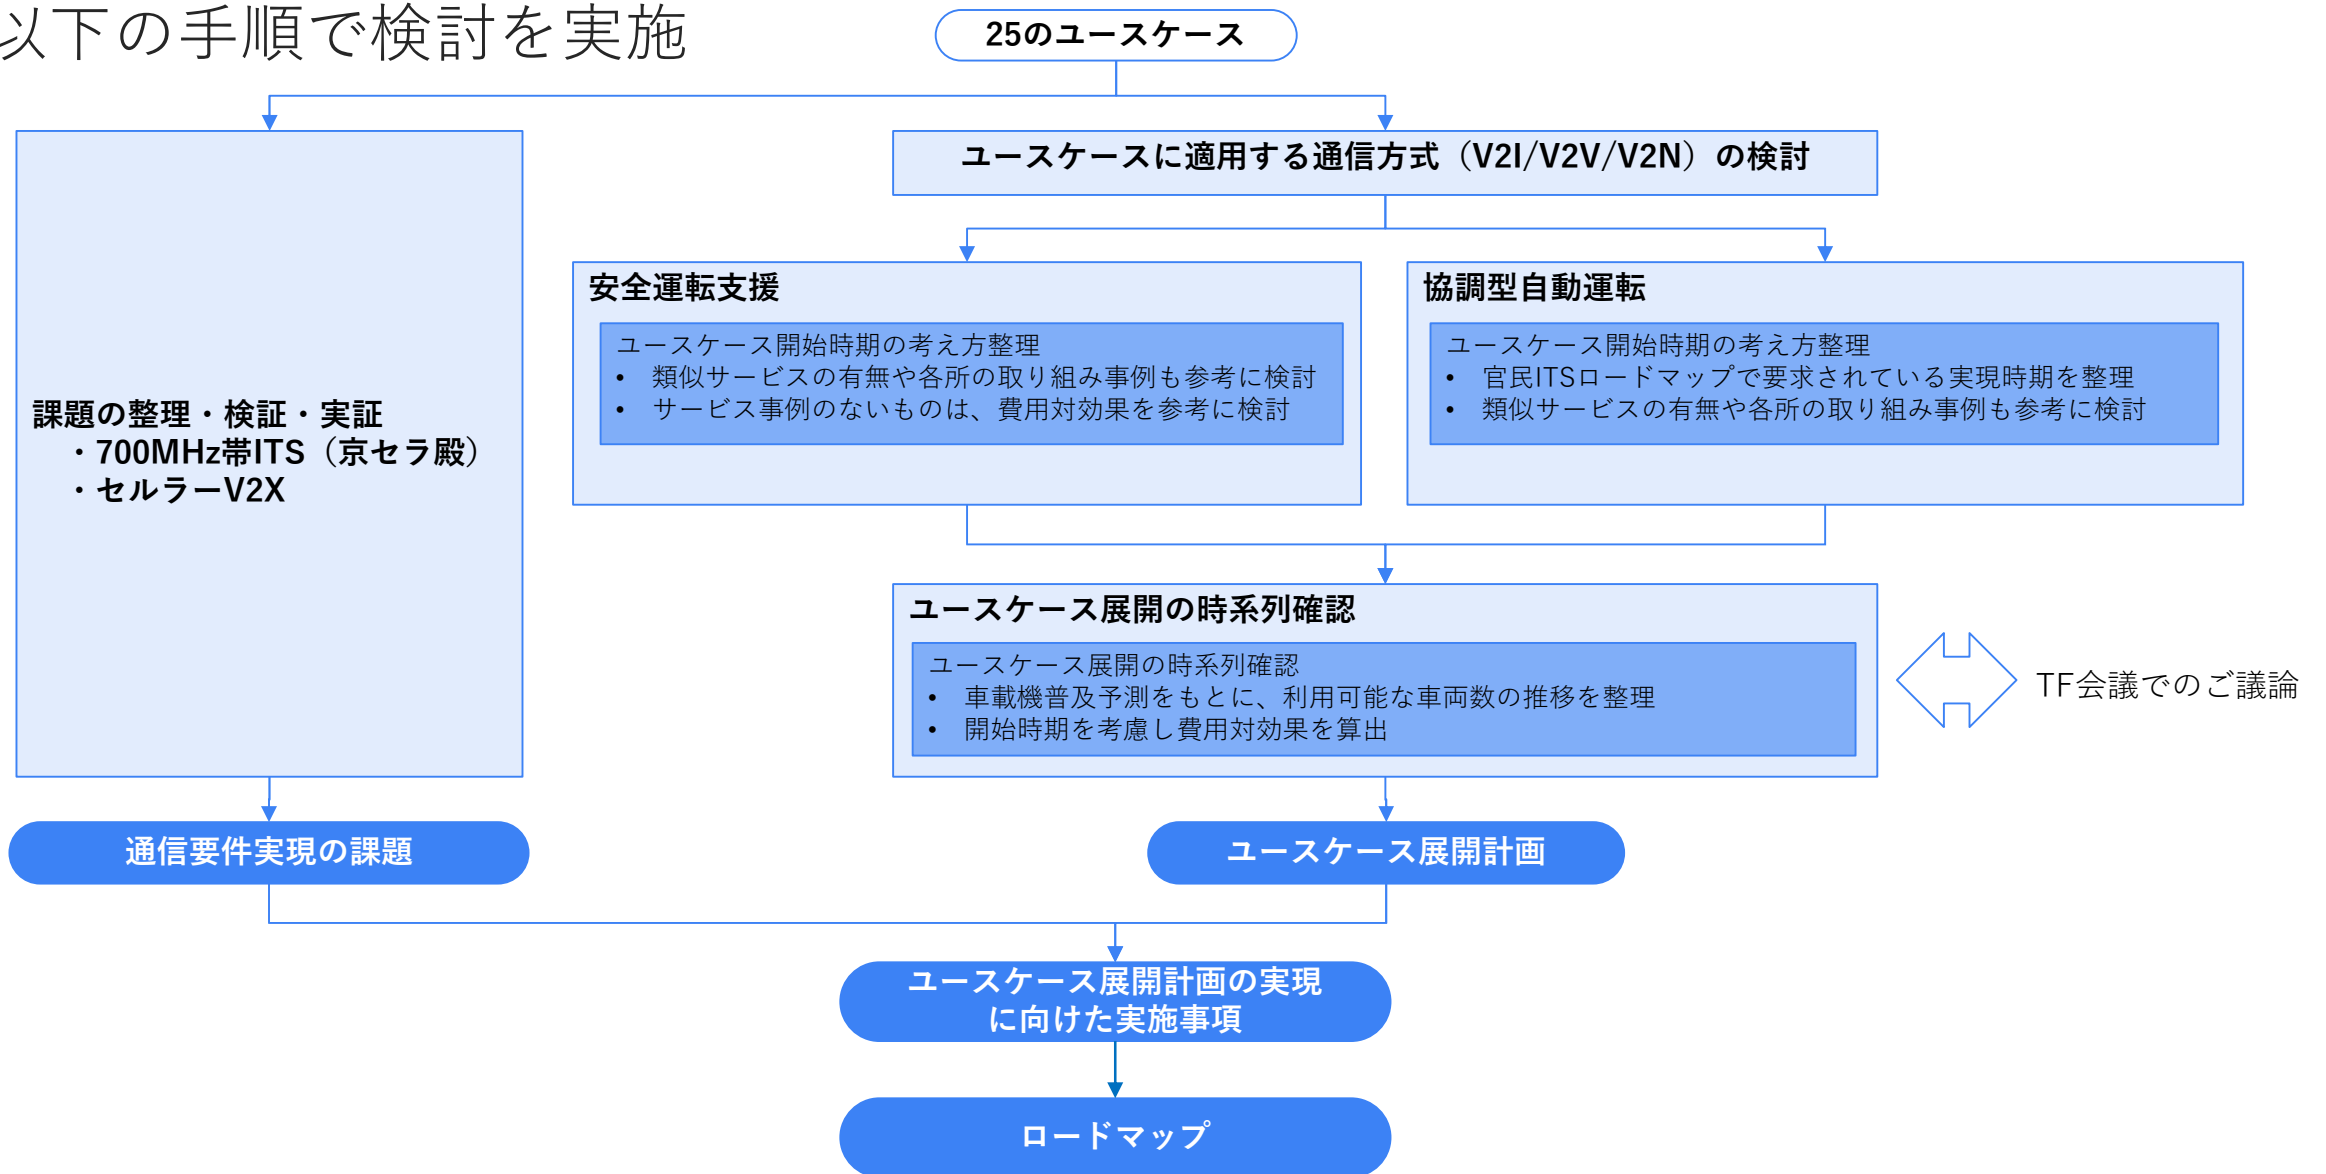 以下の手順で検討を実施
25のユースケース
ユースケースに適用する通信方式（V2I/V2V/V2N）の検討
課題の整理・検証・実証
・700MHz帯ITS（京セラ殿）
・セルラーV2X
安全運転支援
ユースケース開始時期の考え方整理
• 類似サービスの有無や各所の取り組み事例も参考に検討
• サービス事例のないものは、費用対効果を参考に検討
協調型自動運転
ユースケース開始時期の考え方整理
• 官民ITSロードマップで要求されている実現時期を整理
• 類似サービスの有無や各所の取り組み事例も参考に検討
ユースケース展開の時系列確認
ユースケース展開の時系列確認
• 車載機普及予測をもとに、利用可能な車両数の推移を整理
• 開始時期を考慮し費用対効果を算出
TF会議でのご議論
通信要件実現の課題
ユースケース展開計画
ユースケース展開計画の実現
に向けた実施事項
ロードマップ